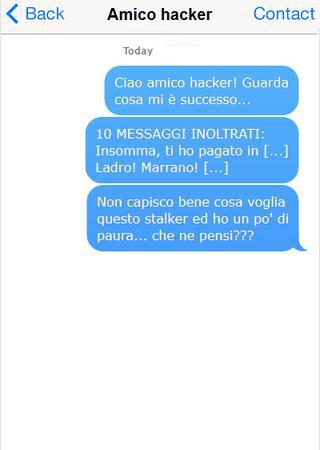 Back Amico hacker Contact
Today
Ciao amico hacker! Guarda
cosa mi è successo...
10 MESSAGGI INOLTRATI:
Insomma, ti ho pagato in [...]
Ladro! Marrano! [...]
Non capisco bene cosa voglia
questo stalker ed ho un po' di
paura... che ne pensi???